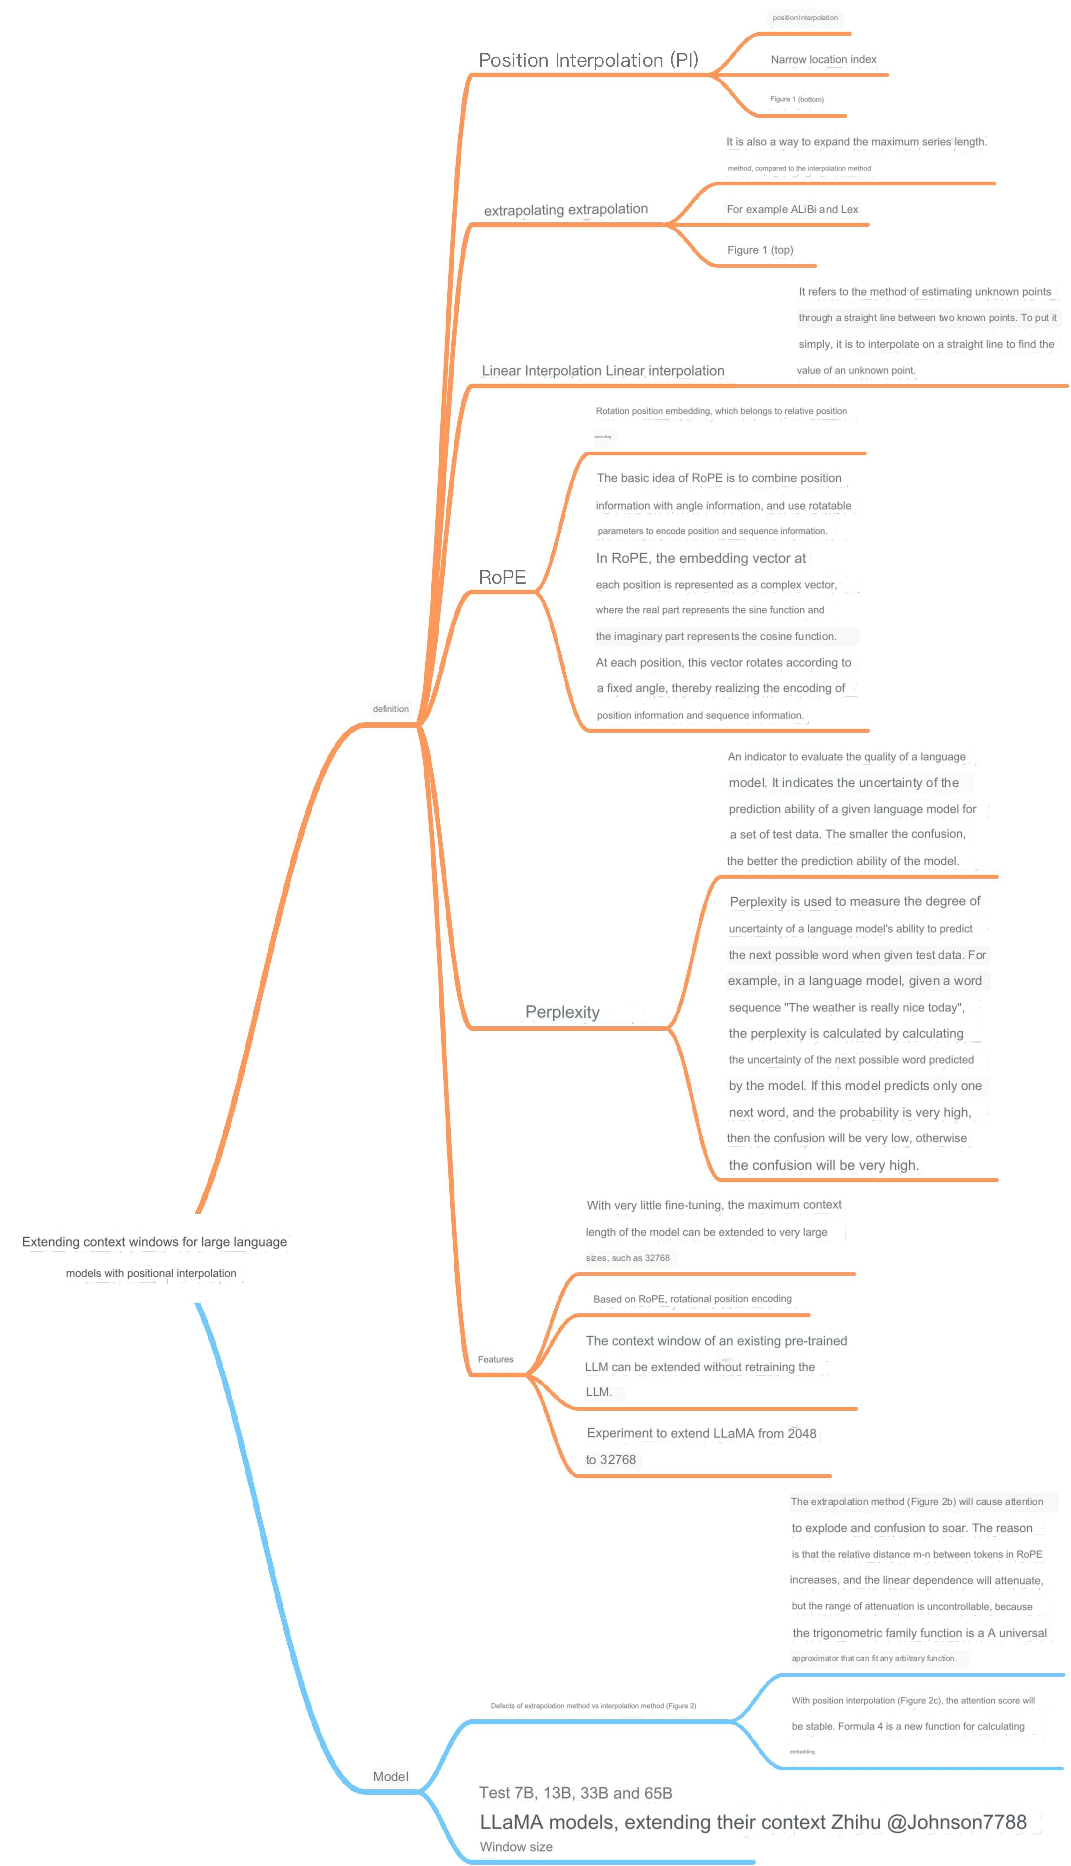 position interpolation
Position Interpolation (PI)
Narrow location index
Figure 1 (bottom)
It is also a way to expand the maximum series length.
method, compared to the interpolation method
extrapolating extrapolation
For example ALiBi and Lex
Figure 1 (top)
It refers to the method of estimating unknown points
through a straight line between two known points. To put it
simply, it is to interpolate on a straight line to find the
value of an unknown point.
Linear Interpolation Linear interpolation
Rotation position embedding, which belongs to relative position
encoding
The basic idea of RoPE is to combine position
information with angle information, and use rotatable
parameters to encode position and sequence information.
In RoPE, the embedding vector at
each position is represented as a complex vector,
where the real part represents the sine function and
the imaginary part represents the cosine function.
At each position, this vector rotates according to
a fixed angle, thereby realizing the encoding of
position information and sequence information.
RoPE
definition
An indicator to evaluate the quality of a language
model. It indicates the uncertainty of the
prediction ability of a given language model for
a set of test data. The smaller the confusion,
the better the prediction ability of the model.
Perplexity is used to measure the degree of
uncertainty of a language model's ability to predict
the next possible word when given test data. For
example, in a language model, given a word
sequence "The weather is really nice today",
the perplexity is calculated by calculating
the uncertainty of the next possible word predicted
by the model. If this model predicts only one
next word, and the probability is very high,
then the confusion will be very low, otherwise
the confusion will be very high.
Perplexity
With very little fine-tuning, the maximum context
length of the model can be extended to very large
sizes, such as 32768
Based on RoPE, rotational position encoding
The context window of an existing pre-trained
LLM can be extended without retraining the
LLM.
Features
Experiment to extend LLaMA from 2048
to 32768
Extending context windows for large language
models with positional interpolation
The extrapolation method (Figure 2b) will cause attention
to explode and confusion to soar. The reason
is that the relative distance m-n between tokens in RoPE
increases, and the linear dependence will attenuate,
but the range of attenuation is uncontrollable, because
the trigonometric family function is a A universal
approximator that can fit any arbitrary function.
Defects of extrapolation method vs interpolation method (Figure 2)
With position interpolation (Figure 2c), the attention score will
be stable. Formula 4 is a new function for calculating
embedding.
Model
Test 7B, 13B, 33B and 65B
LLaMA models, extending their context Zhihu @Johnson7788
Window size